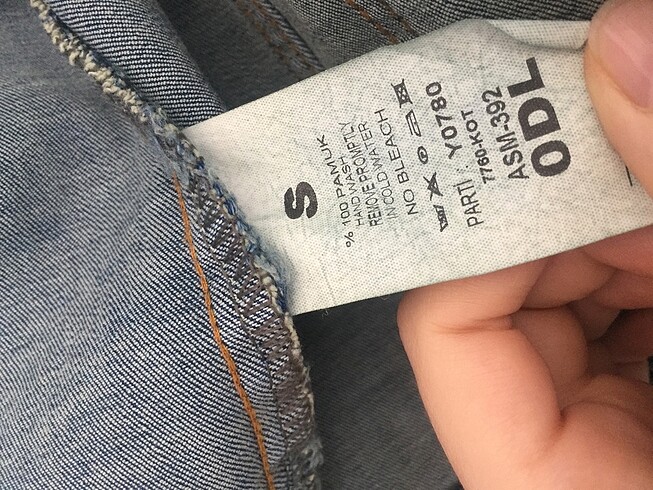 S
% 100 PAMUK
HAND WASH
REMOVE PROMPTLY
IN COLD WATER
NO BLEACH
PARTI : Y0780
7760-KOT
ASM-392
ODL